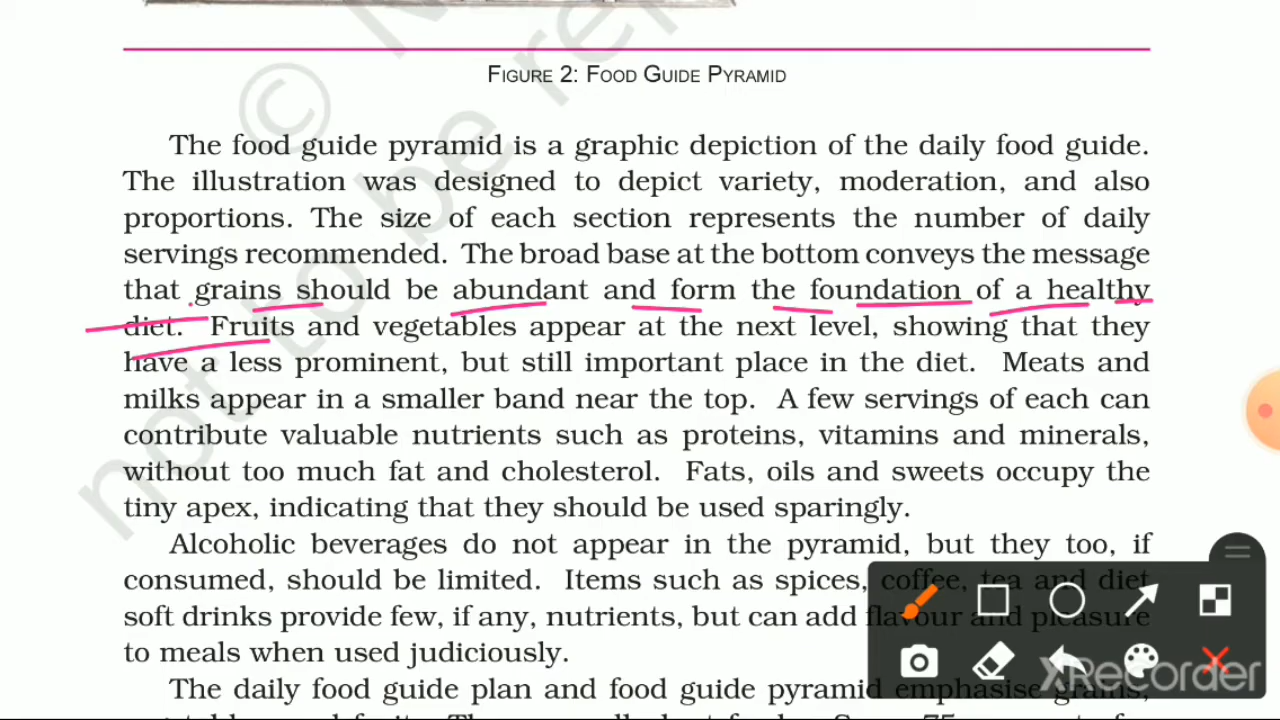 FIGURE 2: FOOD GUIDE PYRAMID
The food guide pyramid is a graphic depiction of the daily food guide.
The illustration was designed to depict variety, moderation, and also
proportions. The size of each section represents the number of daily
servings recommended. The broad base at the bottom conveys the message
that grains should be abundant and form the foundation of a healthy
diet. Fruits and vegetables appear at the next level, showing that they
have a less prominent, but still important place in the diet. Meats and
milks appear in a smaller band near the top. A few servings of each can
contribute valuable nutrients such as proteins, vitamins and minerals,
without too much fat and cholesterol. Fats, oils and sweets occupy the
tiny apex, indicating that they should be used sparingly.
Alcoholic beverages do not appear in the pyramid, but they too, if
consumed, should be limited. Items such as spices, coffee, tea and diet
soft drinks provide few, if any, nutrients, but can add flavour and pleasure
to meals when used judiciously.
The daily food guide plan and food guide pyramid emphasise grains,
© N
not to be re
XRecorder